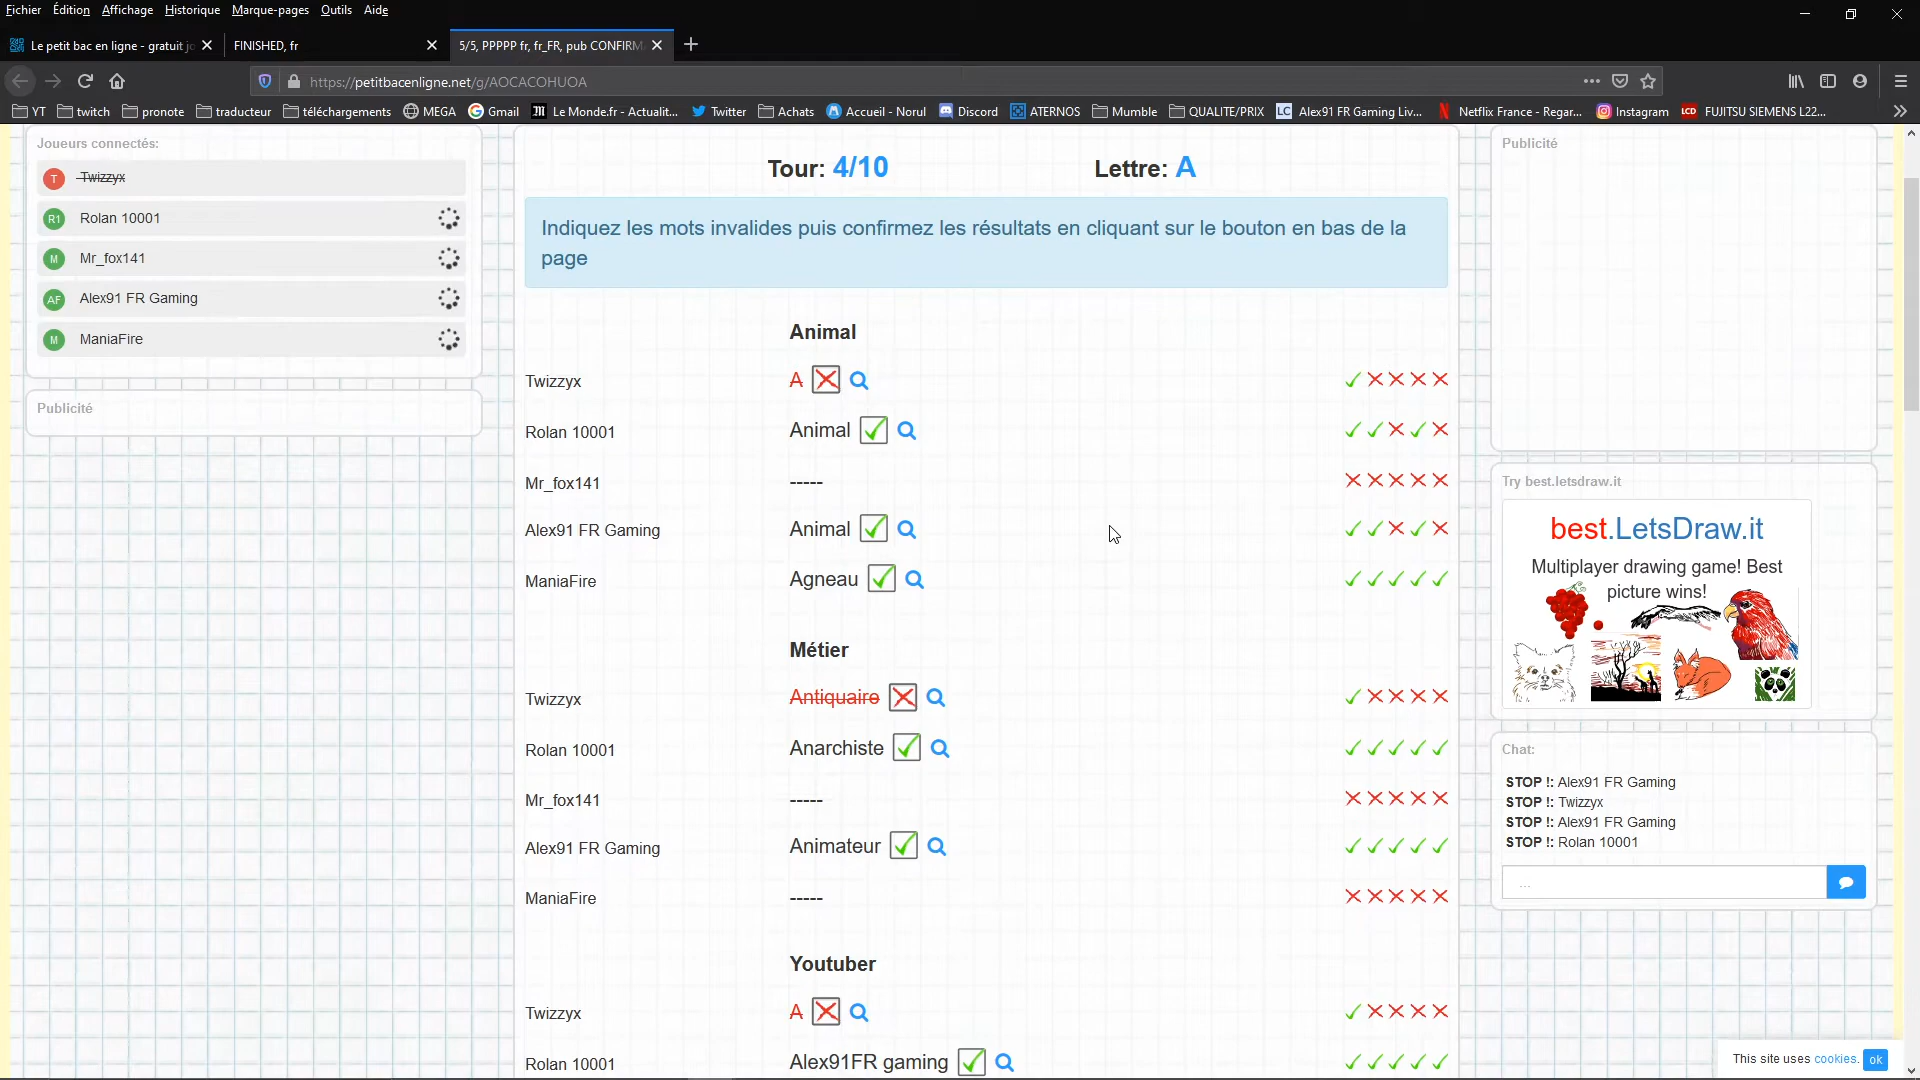 Fichier Édition Affichage Historique Marque-pages Outils Aide
Le petit bac en ligne - gratuit jo
FINISHED, fr
5/5, PPPPP fr, fr_FR, pub CONFIRM
https://petitbacenligne.net/g/AOCACOHUOA
YT twitch pronote traducteur téléchargements MEGA Gmail Le Monde.fr - Actualit... Twitter Achats Accueil - Norul Discord ATERNOS Mumble QUALITE/PRIX LC Alex91 FR Gaming Liv... Netflix France - Regar... Instagram LCD FUJITSU SIEMENS L22...
Joueurs connectés:
T Twizzyx
R1 Rolan 10001
M Mr_fox141
AF Alex91 FR Gaming
M ManiaFire
Publicité
Tour: 4/10 Lettre: A
Indiquez les mots invalides puis confirmez les résultats en cliquant sur le bouton en bas de la
page
Animal
Twizzyx A
Rolan 10001 Animal
Mr_fox141 -----
Alex91 FR Gaming Animal
ManiaFire Agneau
Métier
Twizzyx Antiquaire
Rolan 10001 Anarchiste
Mr_fox141 -----
Alex91 FR Gaming Animateur
ManiaFire -----
Youtuber
Twizzyx A
Rolan 10001 Alex91FR gaming
Publicité
Try best.letsdraw.it
best.LetsDraw.it
Multiplayer drawing game! Best
picture wins!
Chat:
STOP !: Alex91 FR Gaming
STOP !: Twizzyx
STOP !: Alex91 FR Gaming
STOP !: Rolan 10001
...
This site uses cookies. ok